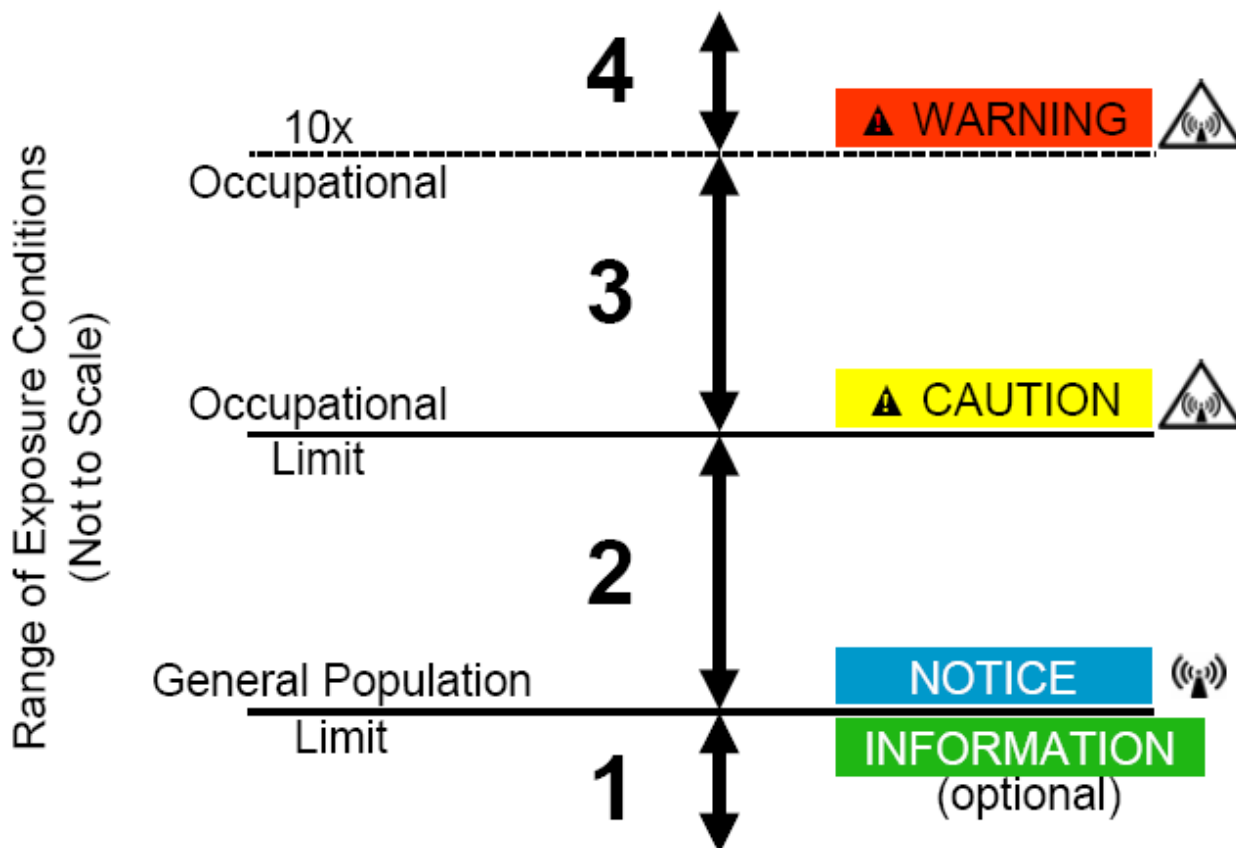 Range of Exposure Conditions
(Not to Scale)
4
WARNING
10x
Occupational
3
Occupational
CAUTION
Limit
2
General Population
NOTICE
Limit
INFORMATION
(optional)
1